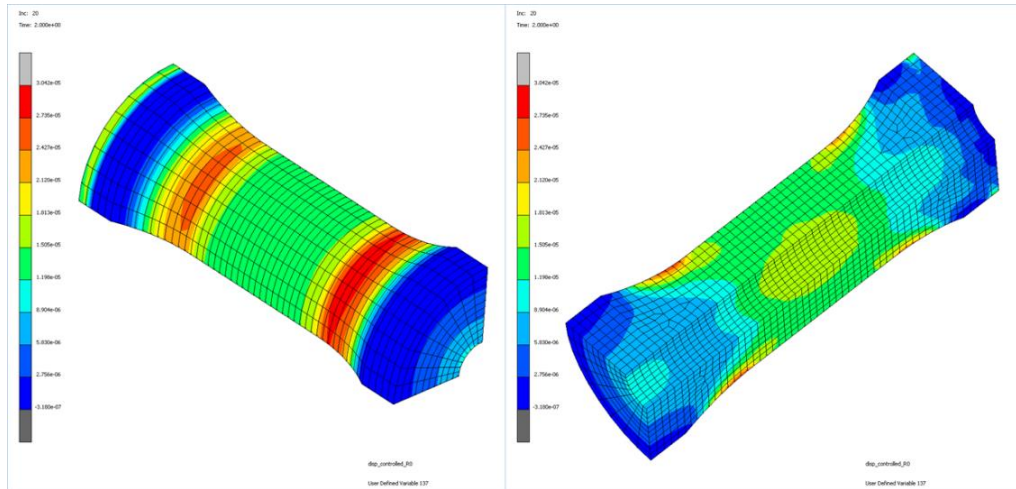 Inc: 20
Time: 2.000e+00
3.042e-05
2.735e-05
2.427e-05
2.120e-05
1.813e-05
1.505e-05
1.198e-05
8.904e-06
5.830e-06
2.756e-06
-3.180e-07
disp_controlled_R0
User Defined Variable 137
Inc: 20
Time: 2.000e+00
3.042e-05
2.735e-05
2.427e-05
2.120e-05
1.813e-05
1.505e-05
1.198e-05
8.904e-06
5.830e-06
2.756e-06
-3.180e-07
disp_controlled_R0
User Defined Variable 137